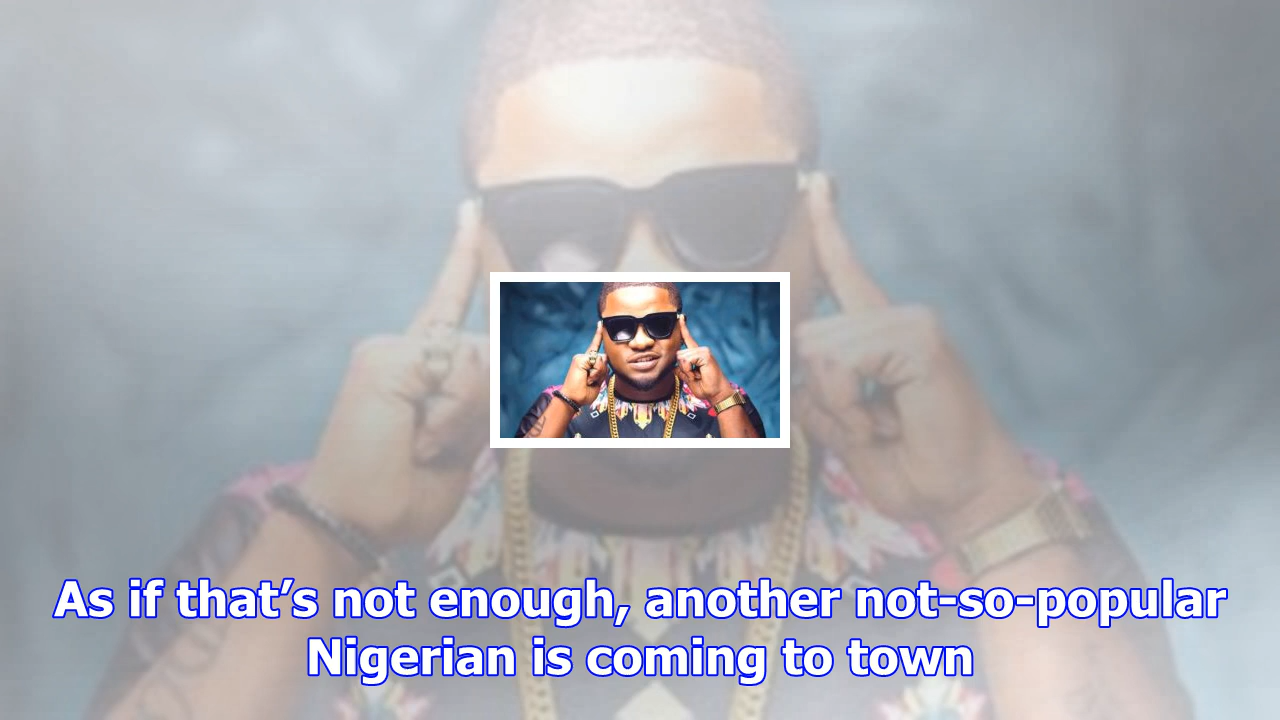 As if that’s not enough, another not-so-popular
Nigerian is coming to town